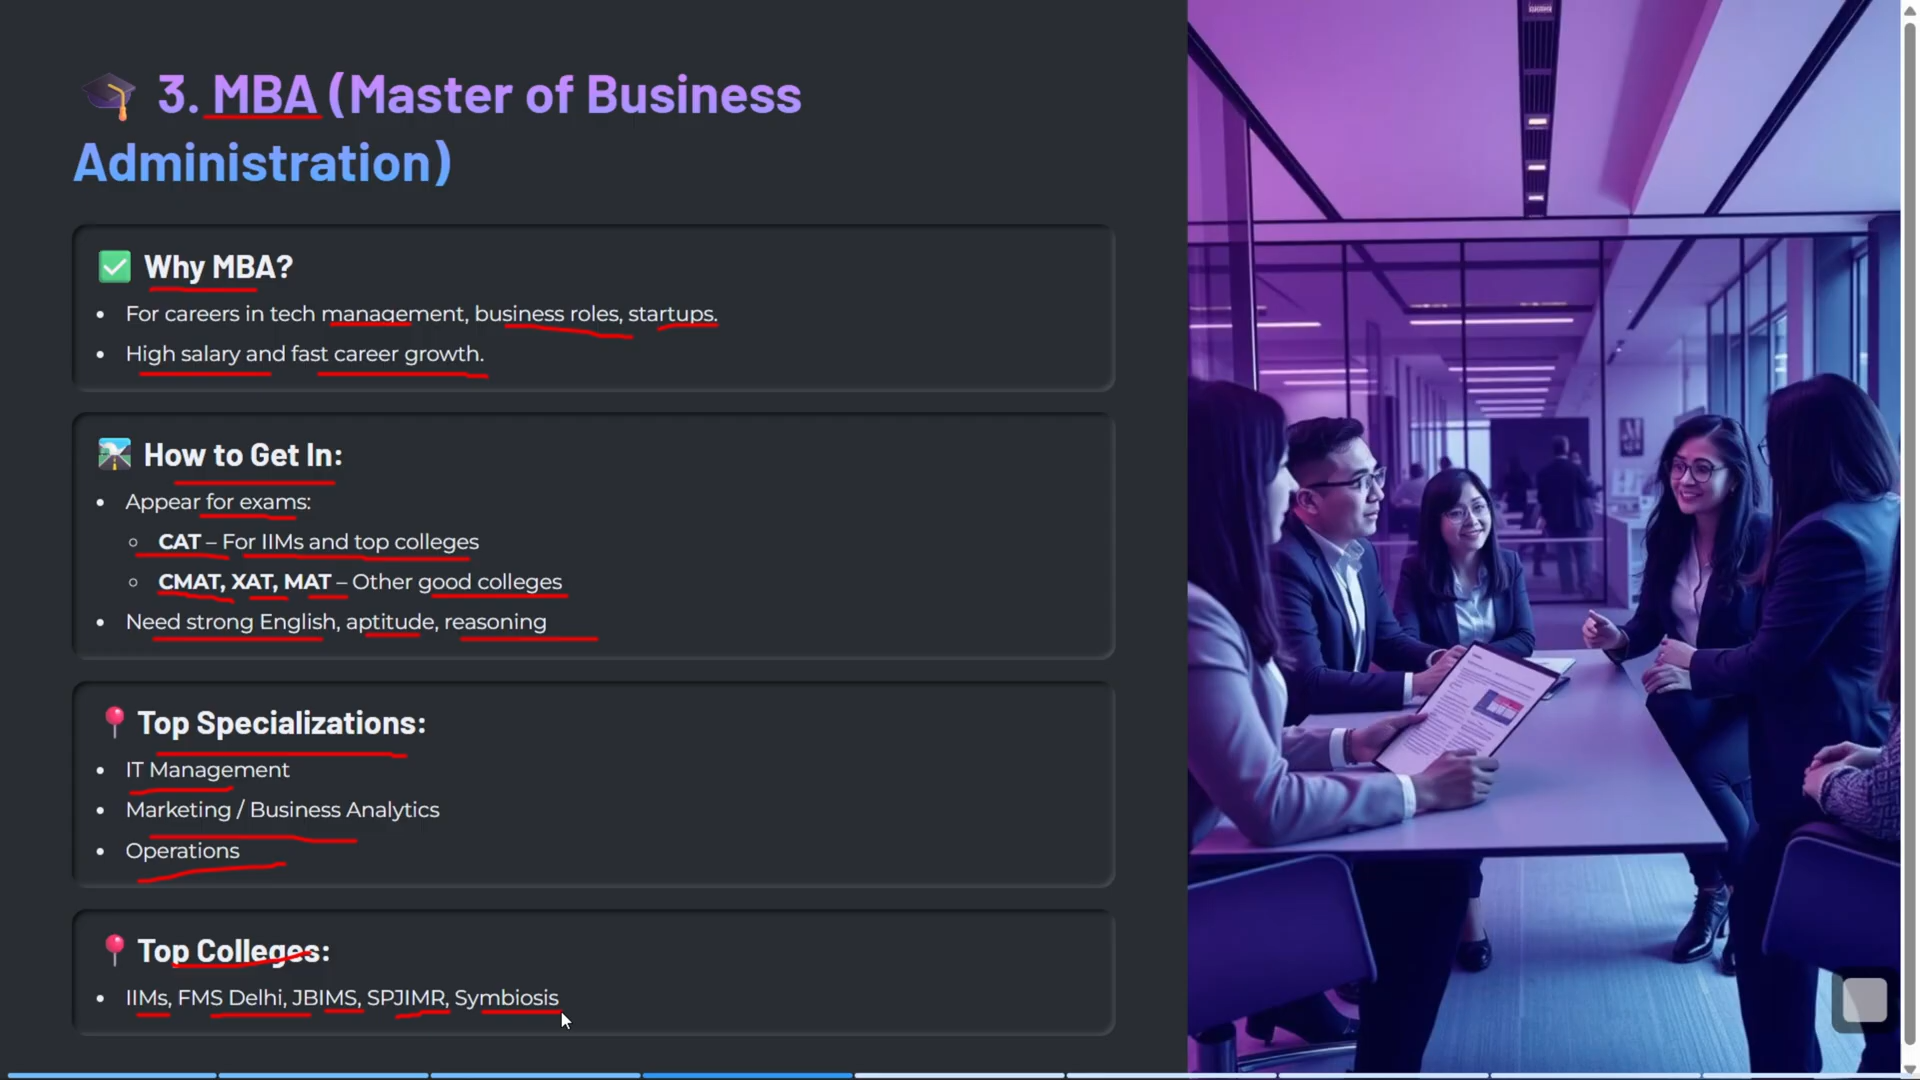 3. MBA (Master of Business
Administration)
Why MBA?
For careers in tech management, business roles, startups.
High salary and fast career growth.
How to Get In:
Appear for exams:
CAT – For IIMs and top colleges
CMAT, XAT, MAT – Other good colleges
Need strong English, aptitude, reasoning
Top Specializations:
IT Management
Marketing / Business Analytics
Operations
Top Colleges:
IIMs, FMS Delhi, JBIMS, SPJIMR, Symbiosis